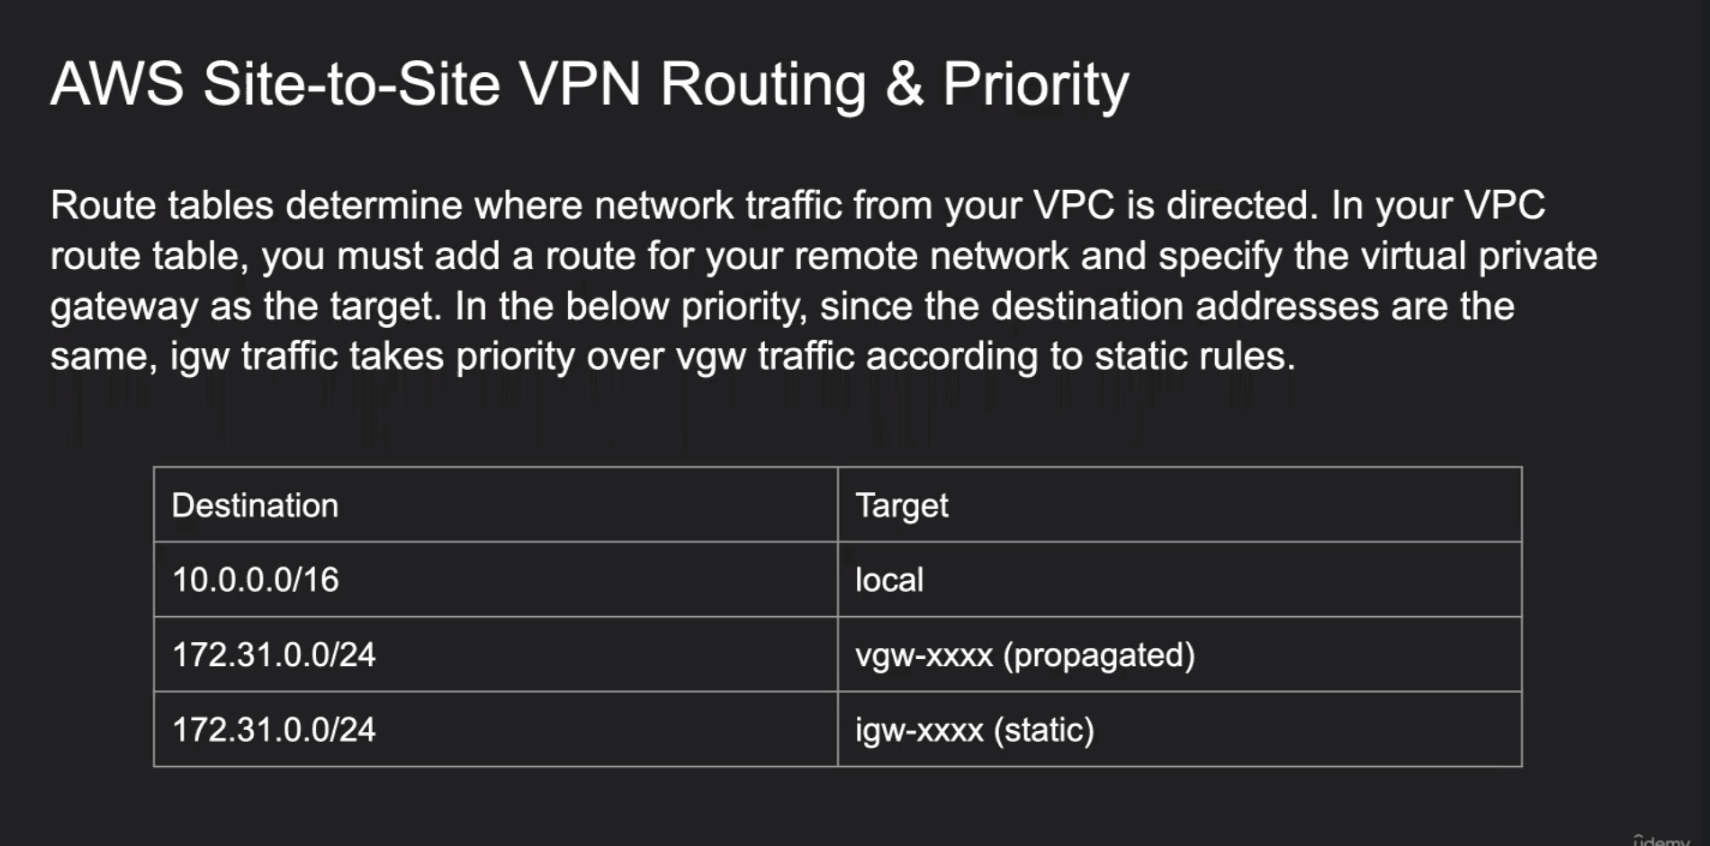 AWS Site-to-Site VPN Routing & Priority
Route tables determine where network traffic from your VPC is directed. In your VPC
route table, you must add a route for your remote network and specify the virtual private
gateway as the target. In the below priority, since the destination addresses are the
same, igw traffic takes priority over vgw traffic according to static rules.
Destination Target
10.0.0.0/16 local
172.31.0.0/24 vgw-xxxx (propagated)
172.31.0.0/24 igw-xxxx (static)
udemy